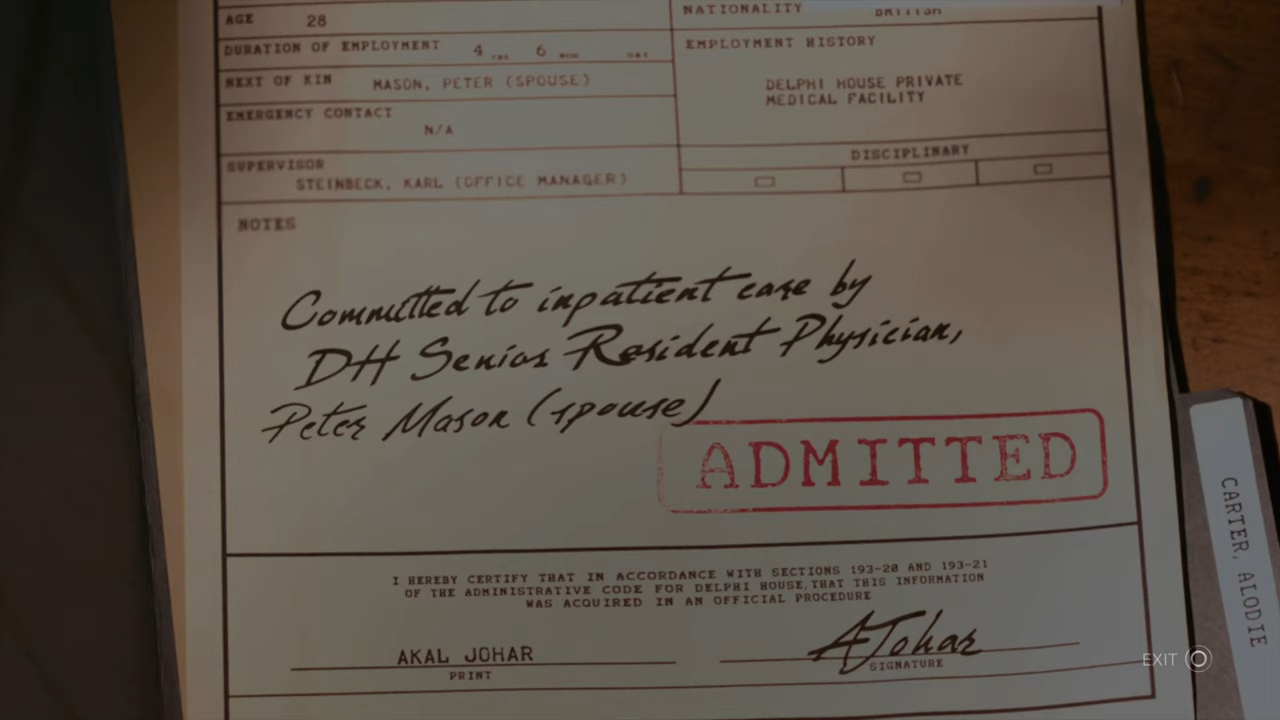 AGE 28
NATIONALITY BRITISH
DURATION OF EMPLOYMENT 4 YRS 6 MON DAY
EMPLOYMENT HISTORY
DELPHI HOUSE PRIVATE
MEDICAL FACILITY
NEXT OF KIN MASON, PETER (SPOUSE)
EMERGENCY CONTACT
N/A
SUPERVISOR
STEINBECK, KARL (OFFICE MANAGER)
DISCIPLINARY
NOTES
Committed to inpatient care by
DH Senior Resident Physician,
Peter Mason (spouse)
ADMITTED
I HEREBY CERTIFY THAT IN ACCORDANCE WITH SECTIONS 193-20 AND 193-21
OF THE ADMINISTRATIVE CODE FOR DELPHI HOUSE, THAT THIS INFORMATION
WAS ACQUIRED IN AN OFFICIAL PROCEDURE
AKAL JOHAR
PRINT
AJohar
SIGNATURE
CARTER, ALODIE
EXIT